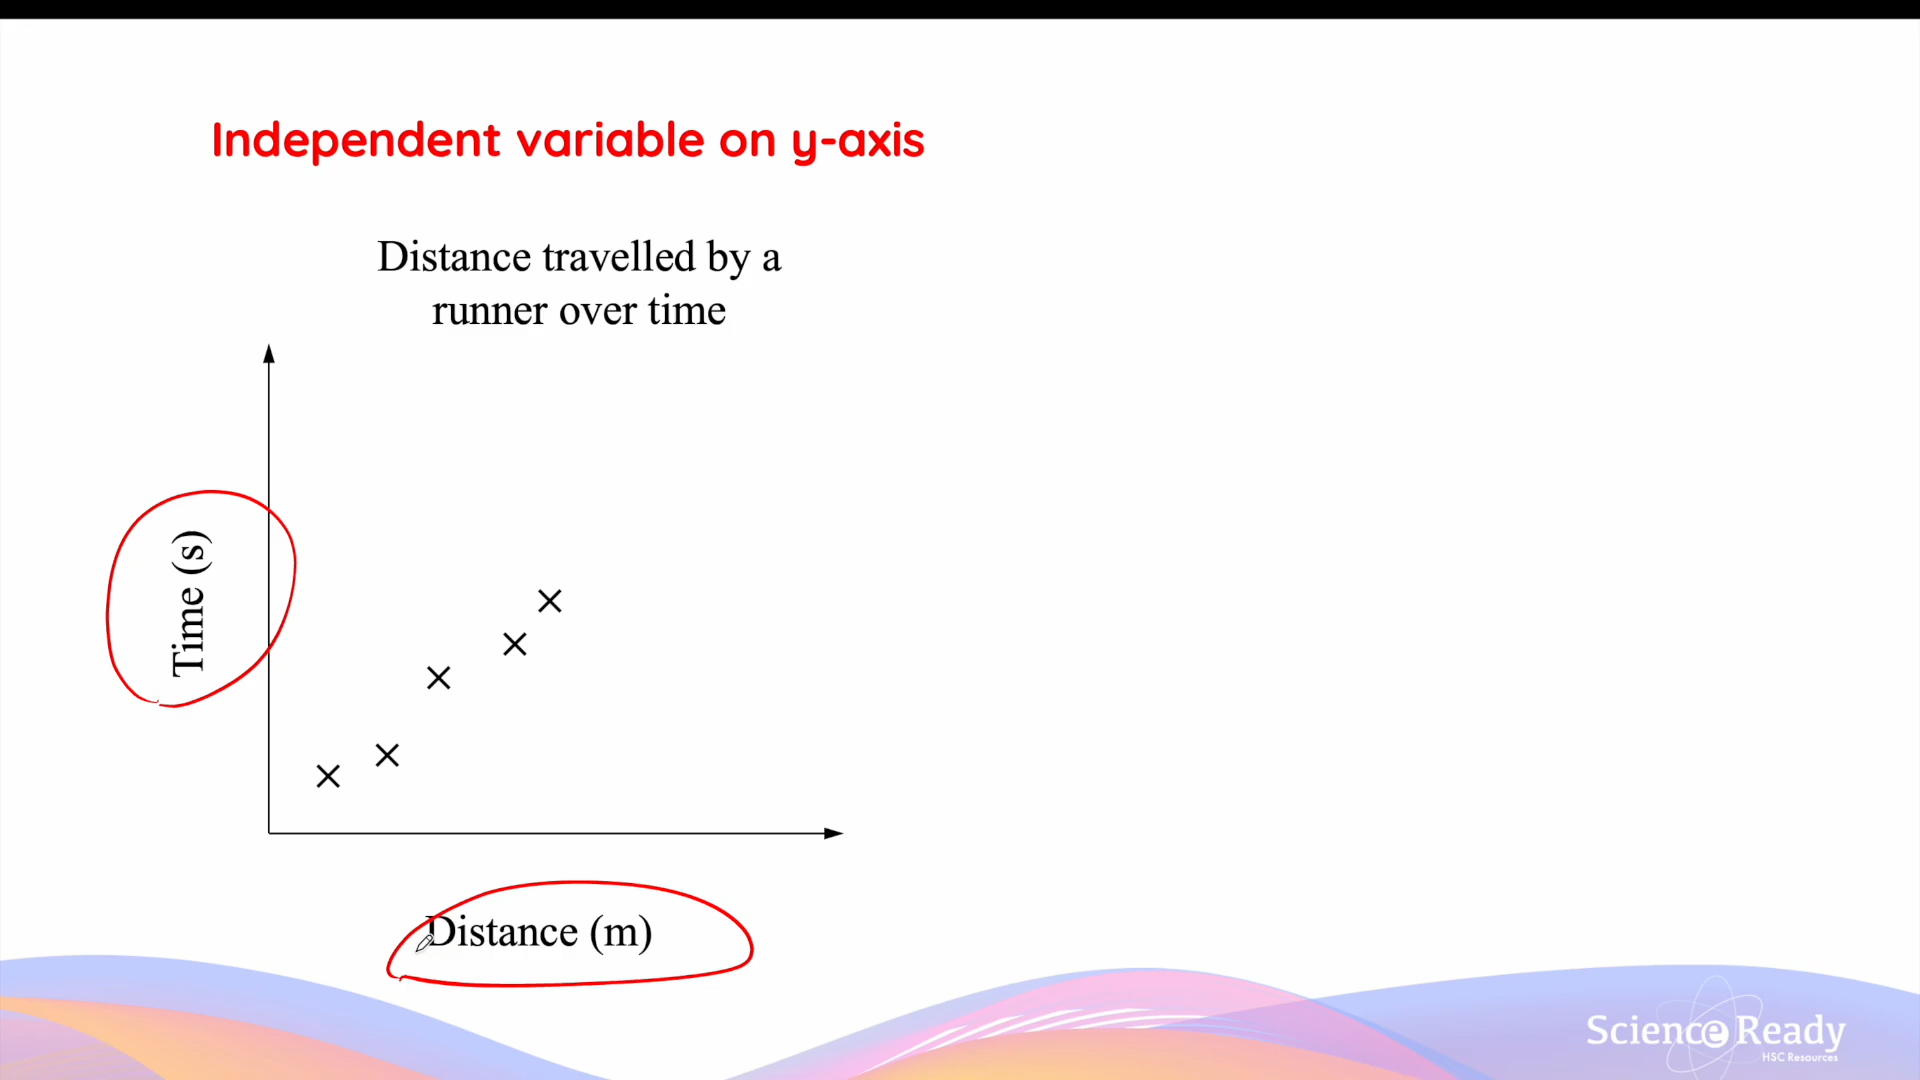 Independent variable on y-axis
Distance travelled by a
runner over time
Time (s)
Distance (m)
Science Ready
HSC Resources